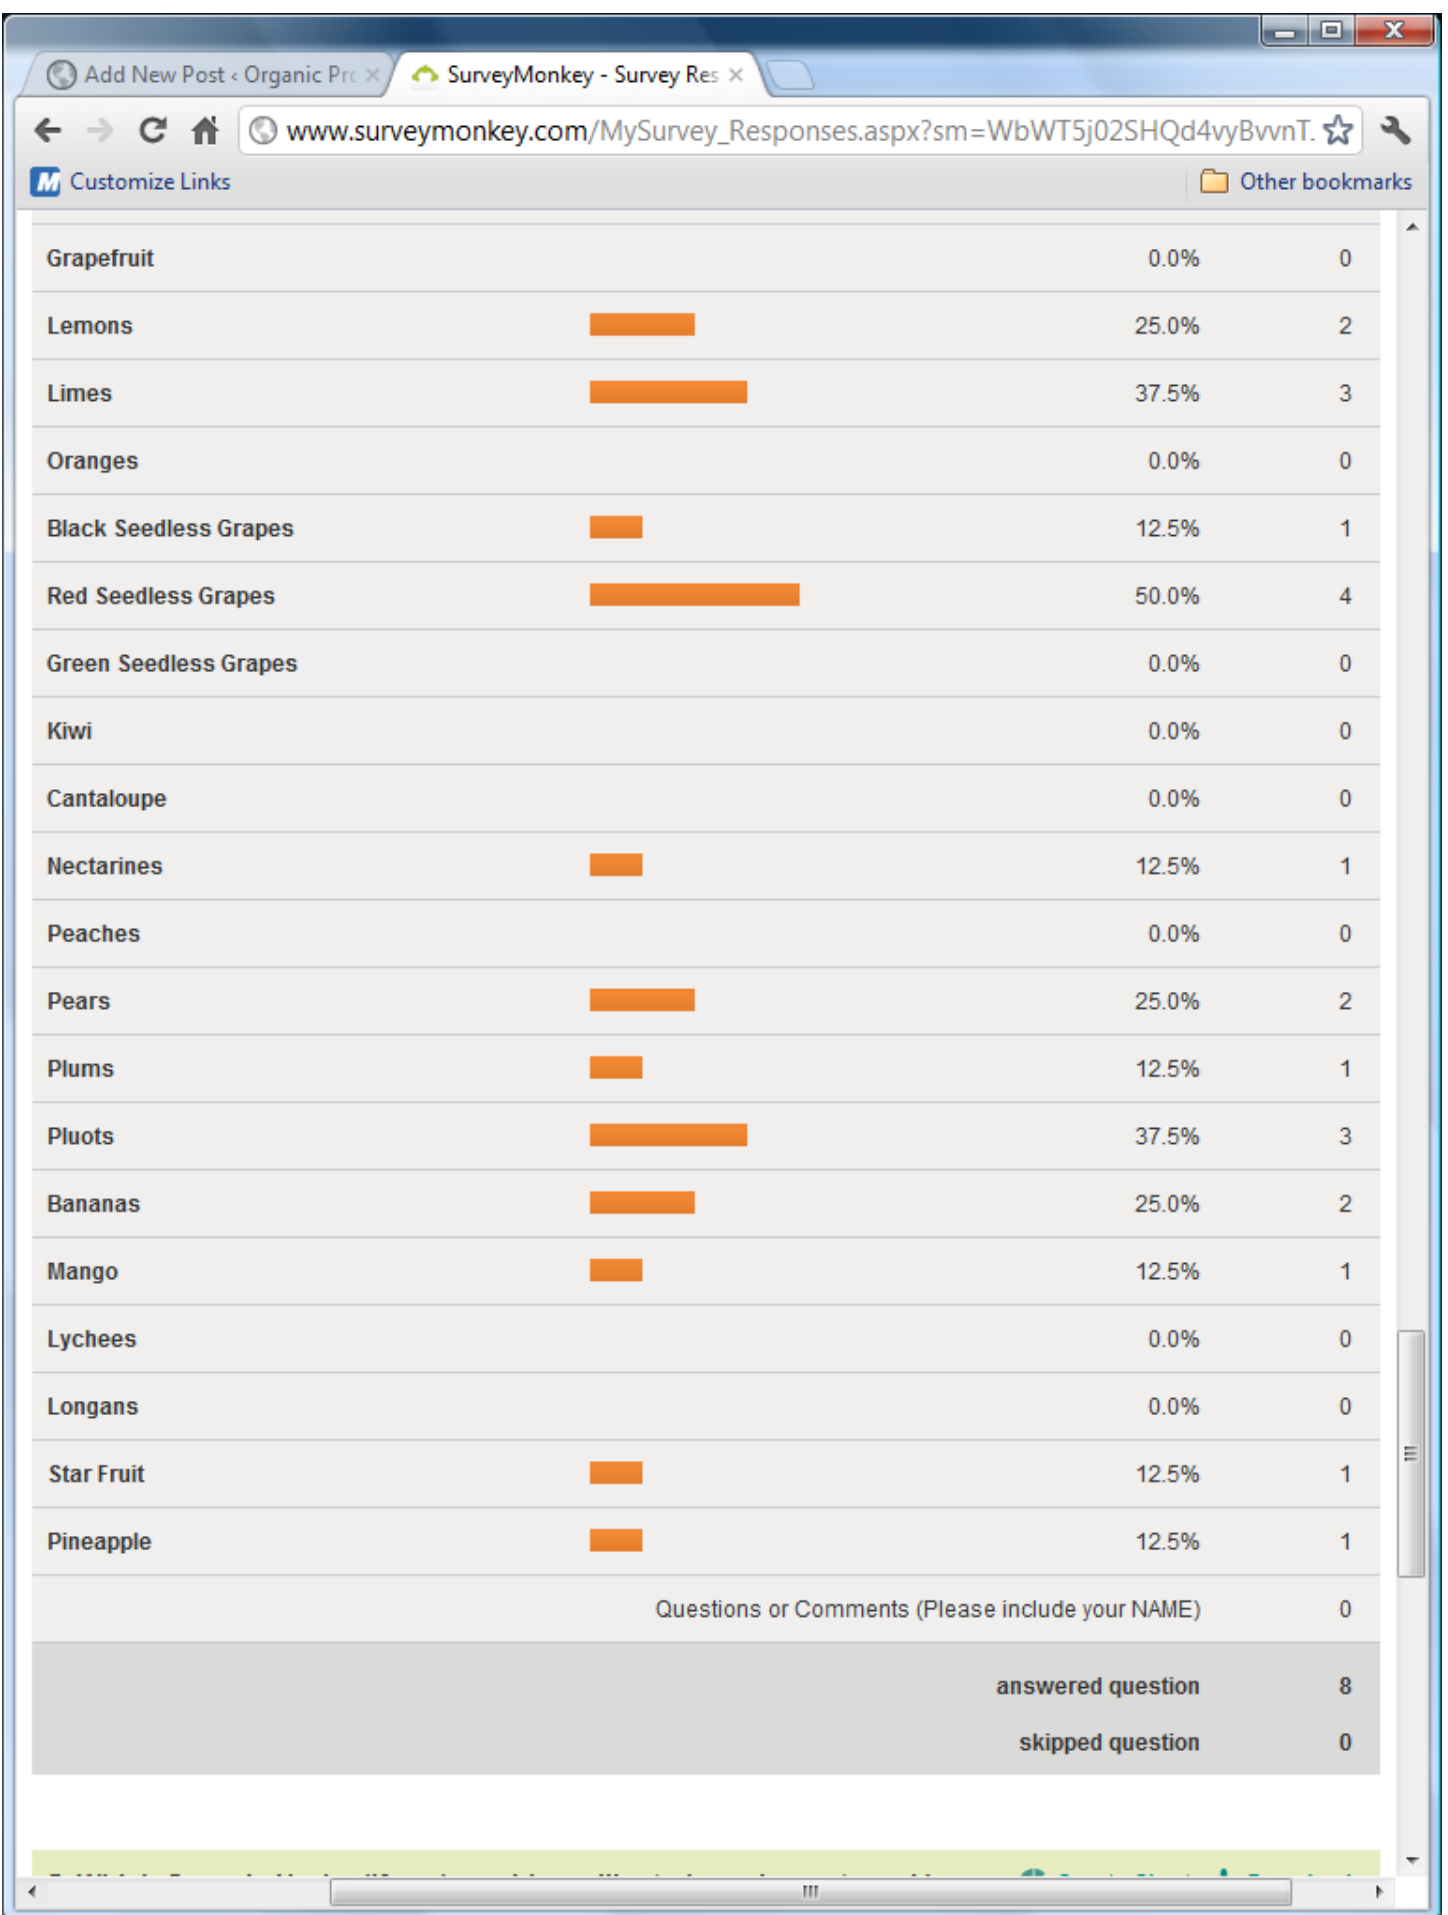 Add New Post ‹ Organic Pro
SurveyMonkey - Survey Res
www.surveymonkey.com/MySurvey_Responses.aspx?sm=WbWT5j02SHQd4vyBvvnT.
Customize Links
Other bookmarks
Grapefruit 0.0% 0
Lemons 25.0% 2
Limes 37.5% 3
Oranges 0.0% 0
Black Seedless Grapes 12.5% 1
Red Seedless Grapes 50.0% 4
Green Seedless Grapes 0.0% 0
Kiwi 0.0% 0
Cantaloupe 0.0% 0
Nectarines 12.5% 1
Peaches 0.0% 0
Pears 25.0% 2
Plums 12.5% 1
Pluots 37.5% 3
Bananas 25.0% 2
Mango 12.5% 1
Lychees 0.0% 0
Longans 0.0% 0
Star Fruit 12.5% 1
Pineapple 12.5% 1
Questions or Comments (Please include your NAME) 0
answered question 8
skipped question 0